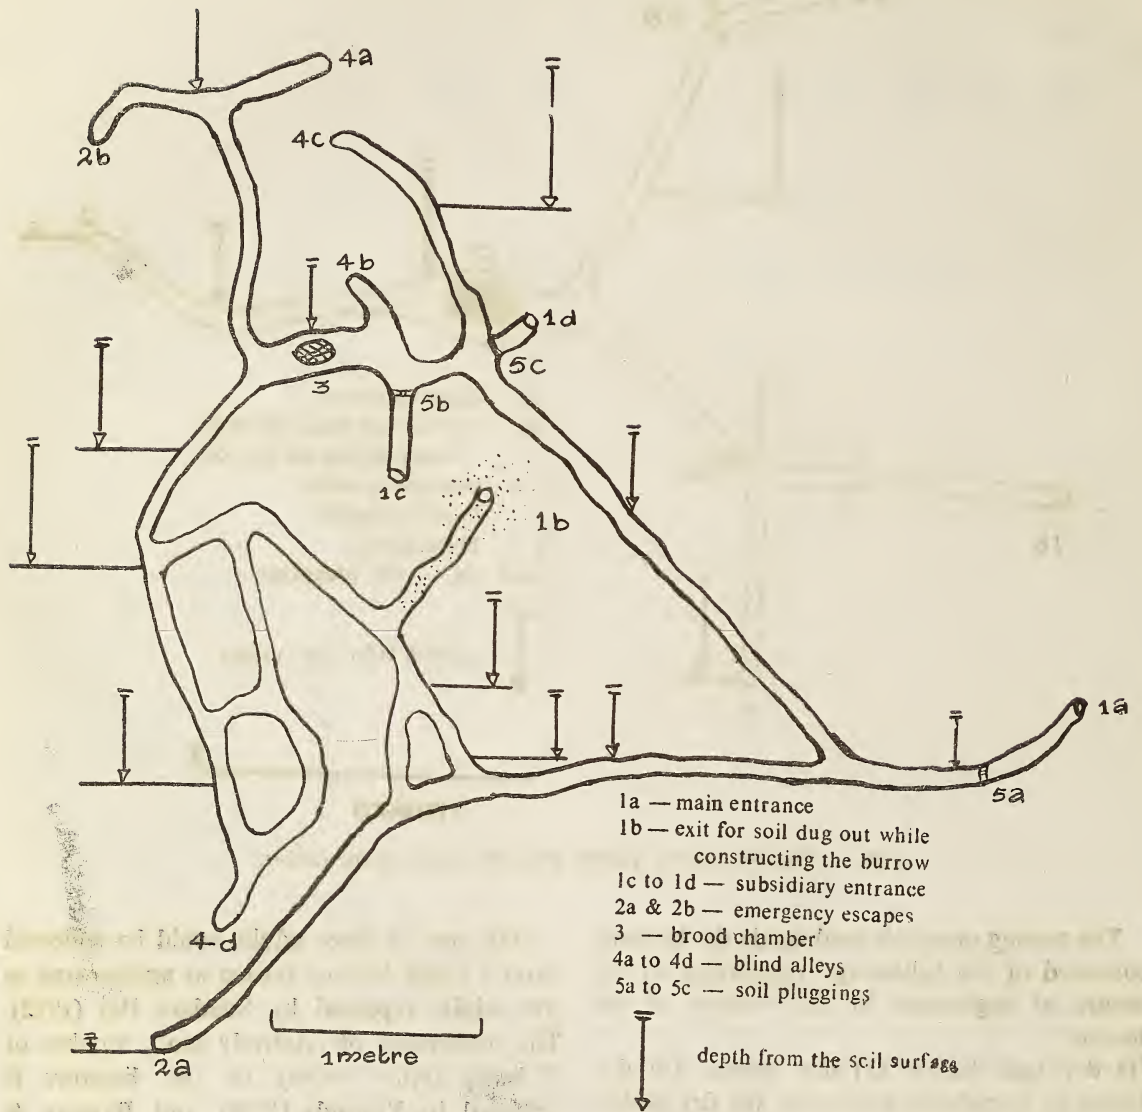 4a
4c
2b
4b
1d
5c
3
5b
1c
1b
1a
5a
1a — main entrance
1b — exit for soil dug out while
constructing the burrow
1c to 1d — subsidiary entrance
2a & 2b — emergency escapes
3 — brood chamber
4a to 4d — blind alleys
5a to 5c — soil pluggings
4-d
2a
1metre
depth from the soil surface